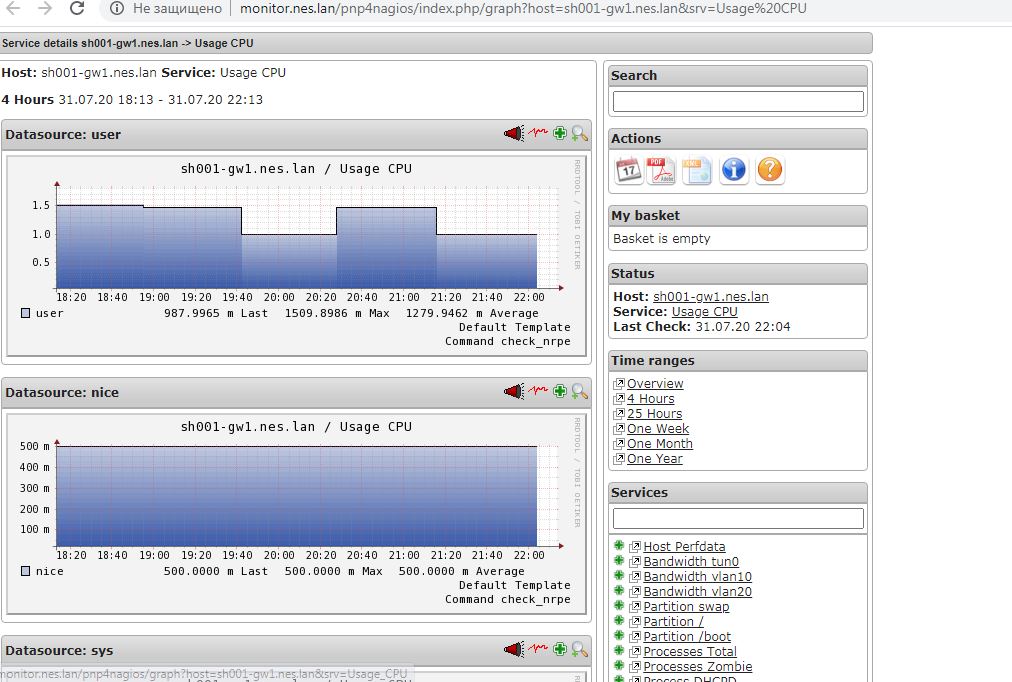 Не защищено monitor.nes.lan/pnp4nagios/index.php/graph?host=sh001-gw1.nes.lan&srv=Usage%20CPU
Service details sh001-gw1.nes.lan -> Usage CPU
Host: sh001-gw1.nes.lan Service: Usage CPU
4 Hours 31.07.20 18:13 - 31.07.20 22:13
Datasource: user
sh001-gw1.nes.lan / Usage CPU
RRDTOOL / TOBI OETIKER
1.5
1.0
0.5
18:20 18:40 19:00 19:20 19:40 20:00 20:20 20:40 21:00 21:20 21:40 22:00
user 987.9965 m Last 1509.8986 m Max 1279.9462 m Average
Default Template
Command check_nrpe
Datasource: nice
sh001-gw1.nes.lan / Usage CPU
RRDTOOL / TOBI OETIKER
500 m
400 m
300 m
200 m
100 m
18:20 18:40 19:00 19:20 19:40 20:00 20:20 20:40 21:00 21:20 21:40 22:00
nice 500.0000 m Last 500.0000 m Max 500.0000 m Average
Default Template
Command check_nrpe
Datasource: sys
monitor.nes.lan/pnp4nagios/graph?host=sh001-gw1.nes.lan&srv=Usage_CPU
Search
Actions
17
PDF
Adobe
XML
My basket
Basket is empty
Status
Host: sh001-gw1.nes.lan
Service: Usage CPU
Last Check: 31.07.20 22:04
Time ranges
Overview
4 Hours
25 Hours
One Week
One Month
One Year
Services
Host Perfdata
Bandwidth tun0
Bandwidth vlan10
Bandwidth vlan20
Partition swap
Partition /
Partition /boot
Processes Total
Processes Zombie
Process DHCPD